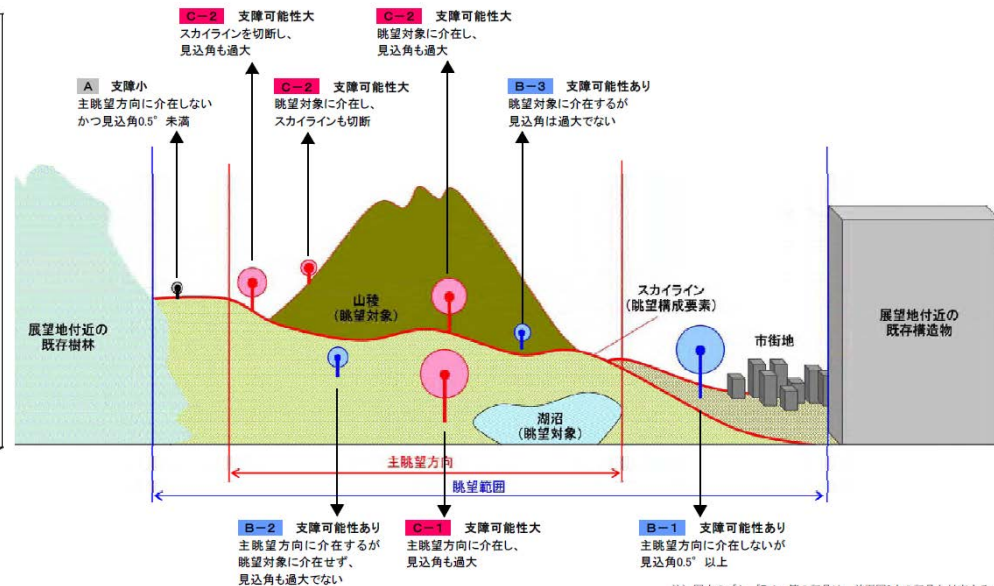 C-2 支障可能性大
スカイラインを切断し、
見込角も過大
C-2 支障可能性大
眺望対象に介在し、
見込角も過大
A 支障小
主眺望方向に介在しない
かつ見込角0.5°未満
C-2 支障可能性大
眺望対象に介在し、
スカイラインも切断
B-3 支障可能性あり
眺望対象に介在するが
見込角は過大でない
展望地付近の
既存樹林
山稜
(眺望対象)
スカイライン
(眺望構成要素)
市街地
展望地付近の
既存構造物
湖沼
(眺望対象)
主眺望方向
眺望範囲
B-2 支障可能性あり
主眺望方向に介在するが
眺望対象に介在せず、
見込角も過大でない
C-1 支障可能性大
主眺望方向に介在し、
見込角も過大
B-1 支障可能性あり
主眺望方向に介在しないが
見込角0.5°以上